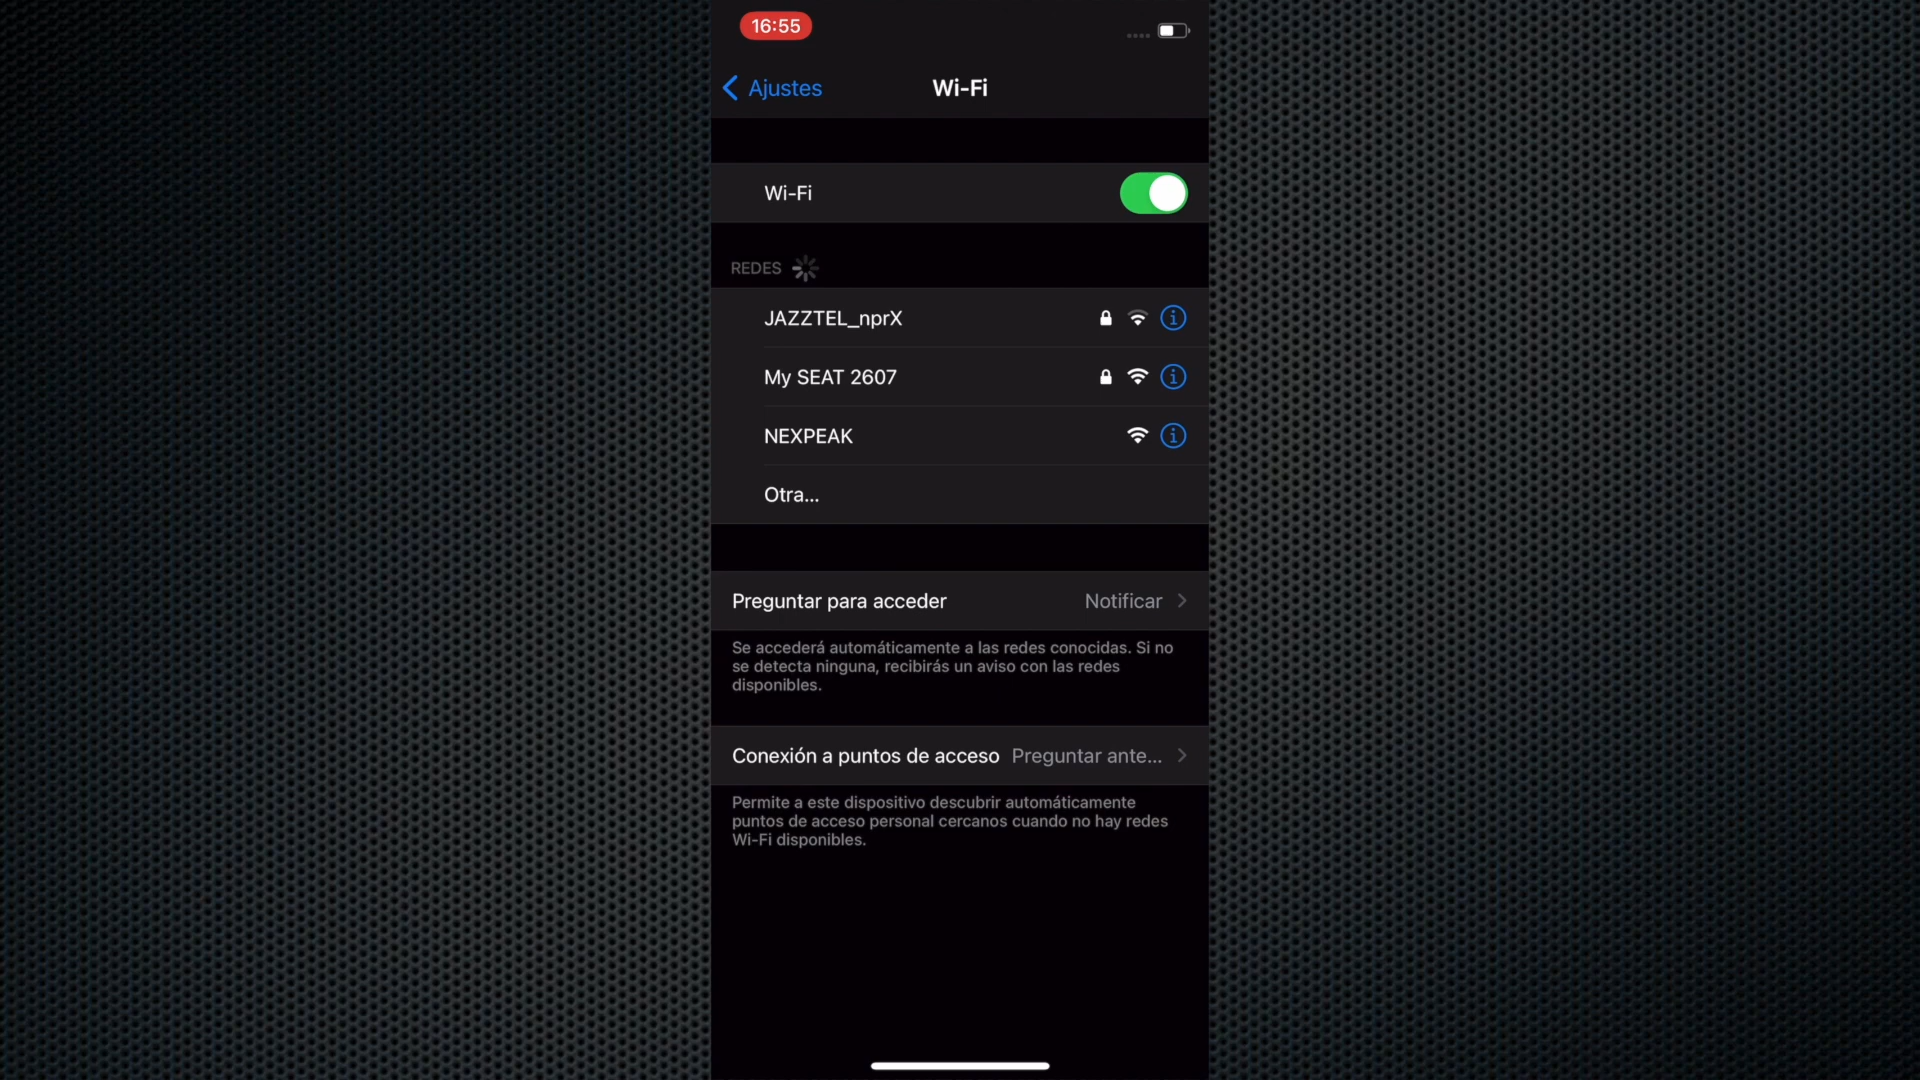 16:55
Ajustes
Wi-Fi
Wi-Fi
REDES
JAZZTEL_nprX
My SEAT 2607
NEXPEAK
Otra...
Preguntar para acceder Notificar
Se accederá automáticamente a las redes conocidas. Si no
se detecta ninguna, recibirás un aviso con las redes
disponibles.
Conexión a puntos de acceso Preguntar ante...
Permite a este dispositivo descubrir automáticamente
puntos de acceso personal cercanos cuando no hay redes
Wi-Fi disponibles.